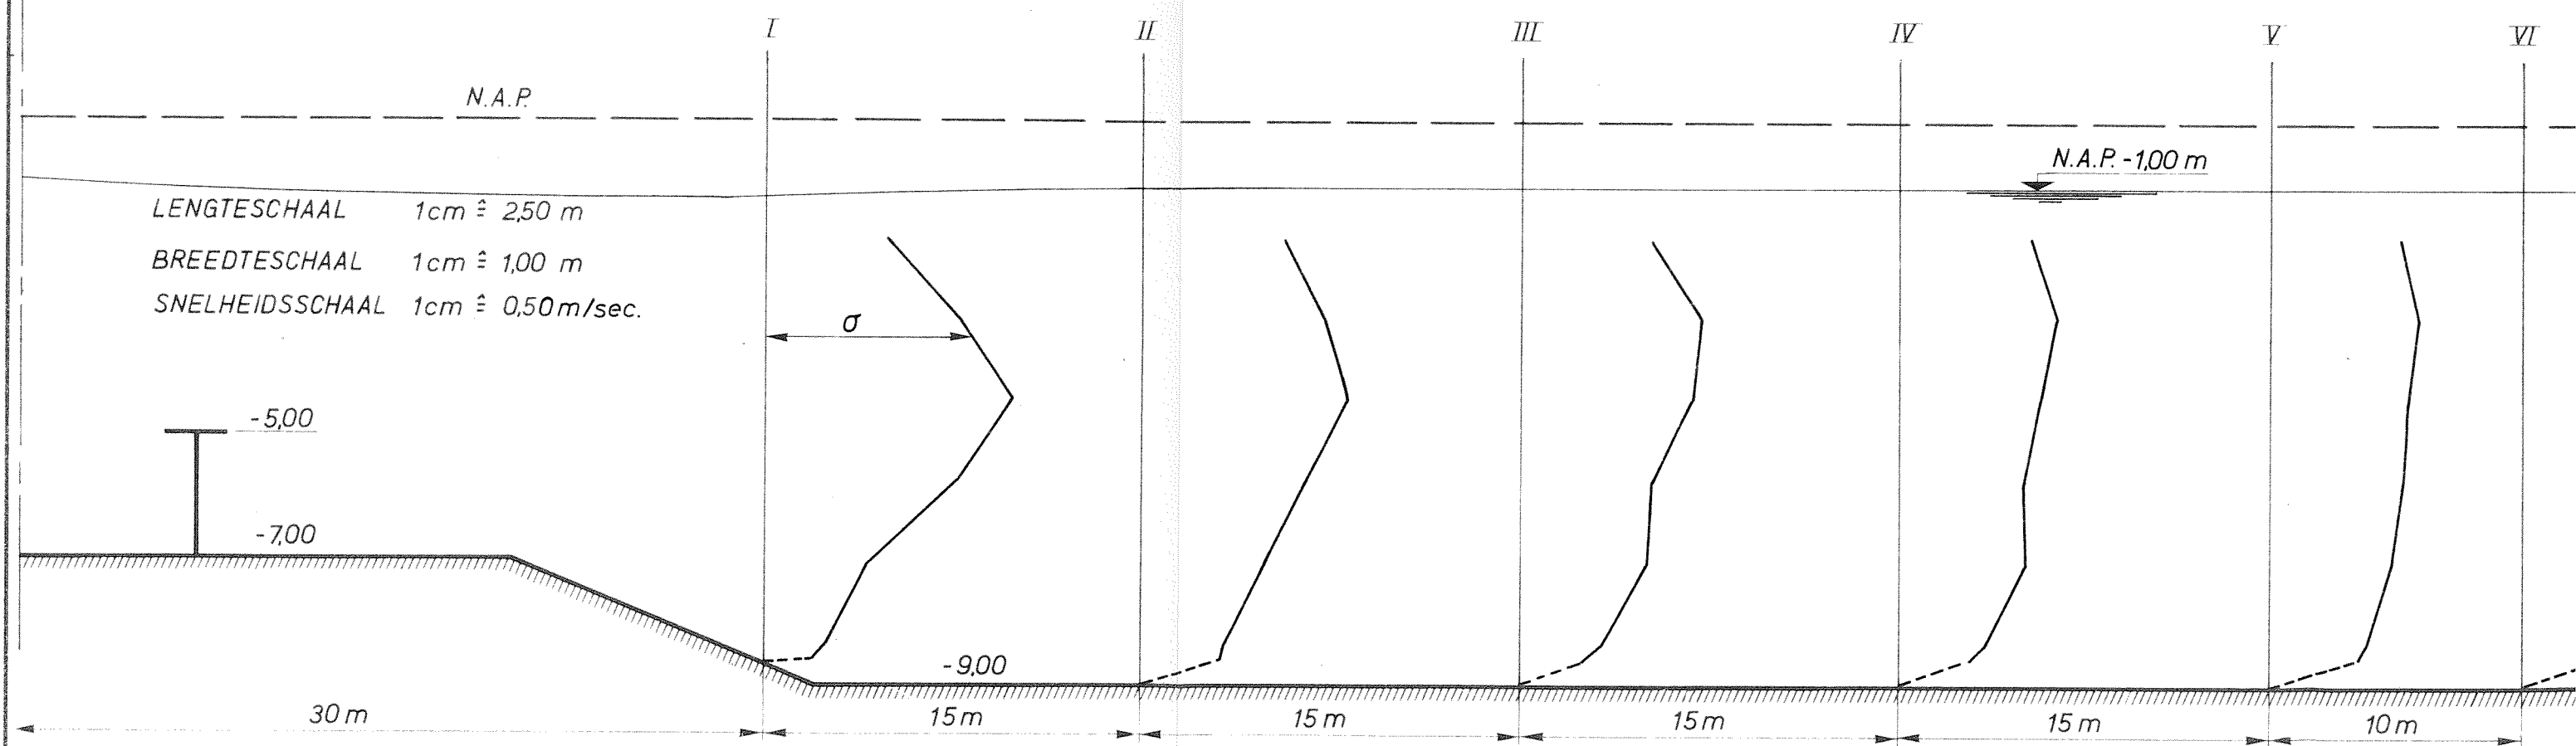 I II III IV V VI
N.A.P.
N.A.P. -1,00 m
LENGTESCHAAL 1cm ≙ 2,50 m
BREEDTESCHAAL 1cm ≙ 1,00 m
SNELHEIDSSCHAAL 1cm ≙ 0,50 m/sec.
σ
-5,00
-7,00
-9,00
30 m 15 m 15 m 15 m 15 m 10 m